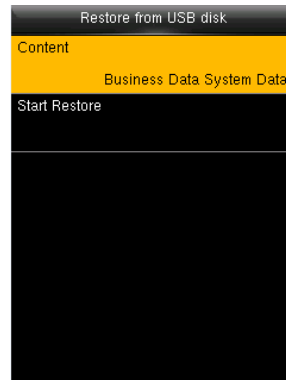 Restore from USB disk
Content
Business Data System Data
Start Restore